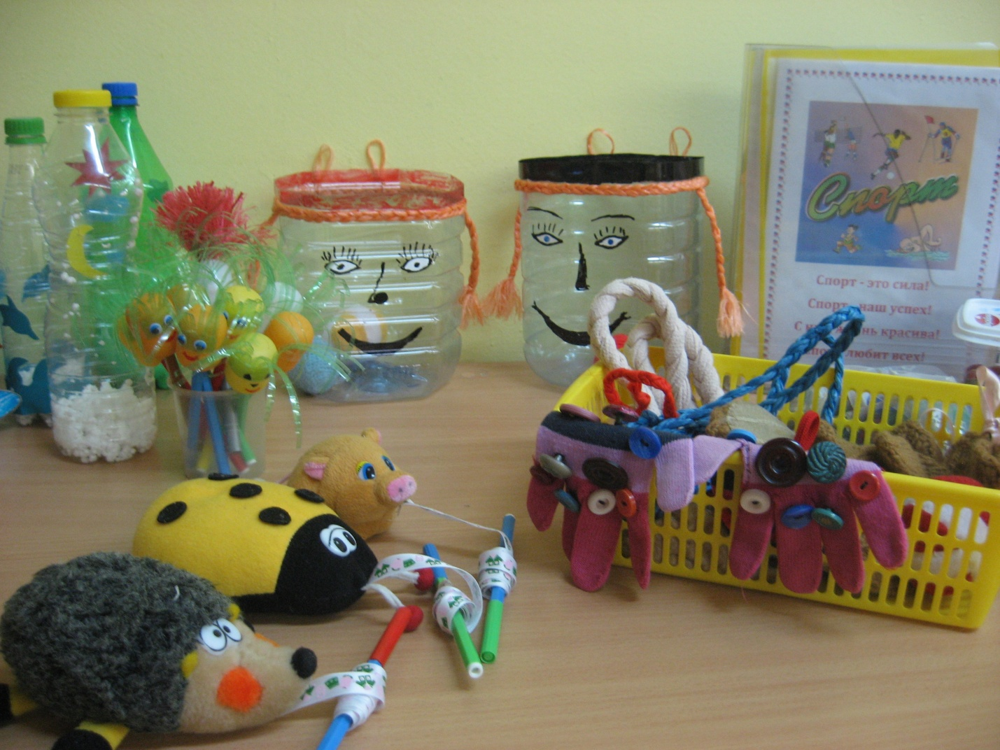 Спорт
Спорт - это сила!
Спорт - наш успех!
красива!
любит всех!